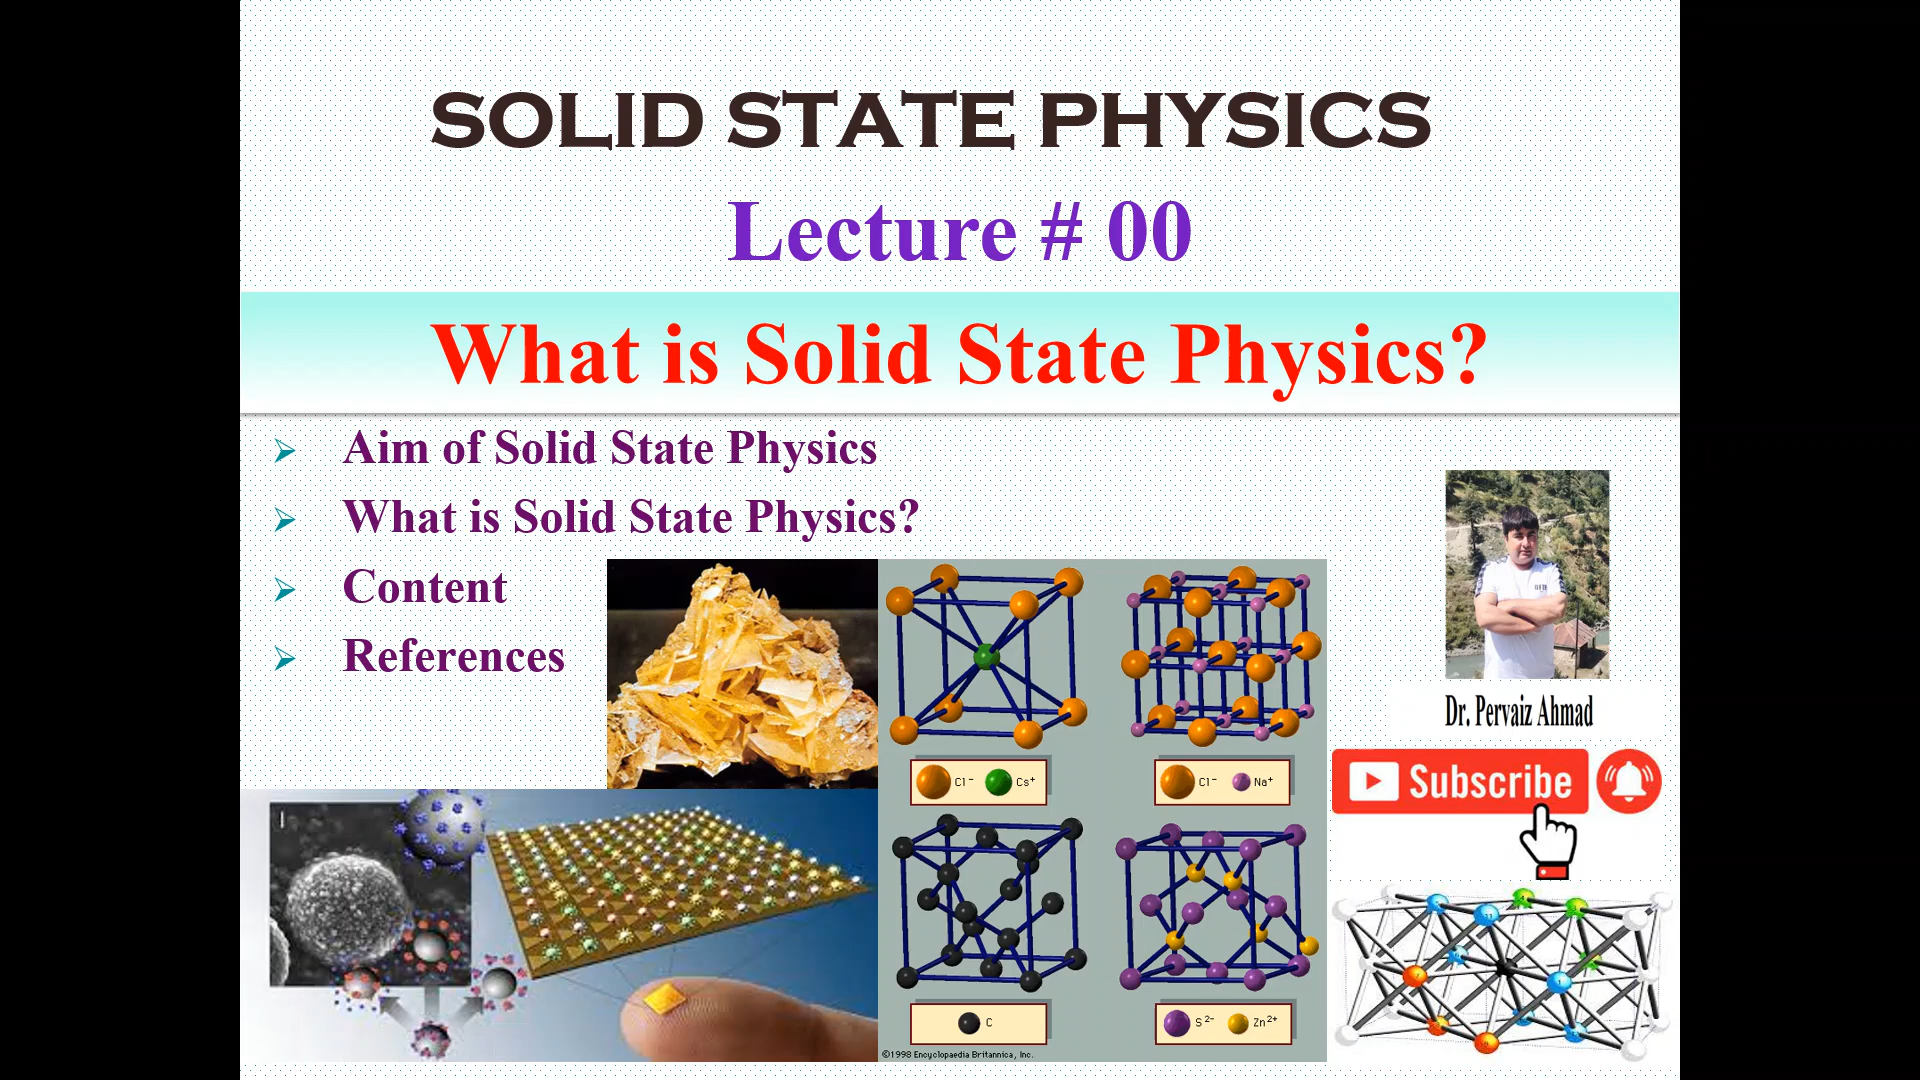 SOLID STATE PHYSICS
Lecture # 00
What is Solid State Physics?
Aim of Solid State Physics
What is Solid State Physics?
Content
References
Dr. Pervaiz Ahmad
Subscribe
Cl⁻ Cs⁺
Cl⁻ Na⁺
C
S²⁻ Zn²⁺
©1998 Encyclopaedia Britannica, Inc.